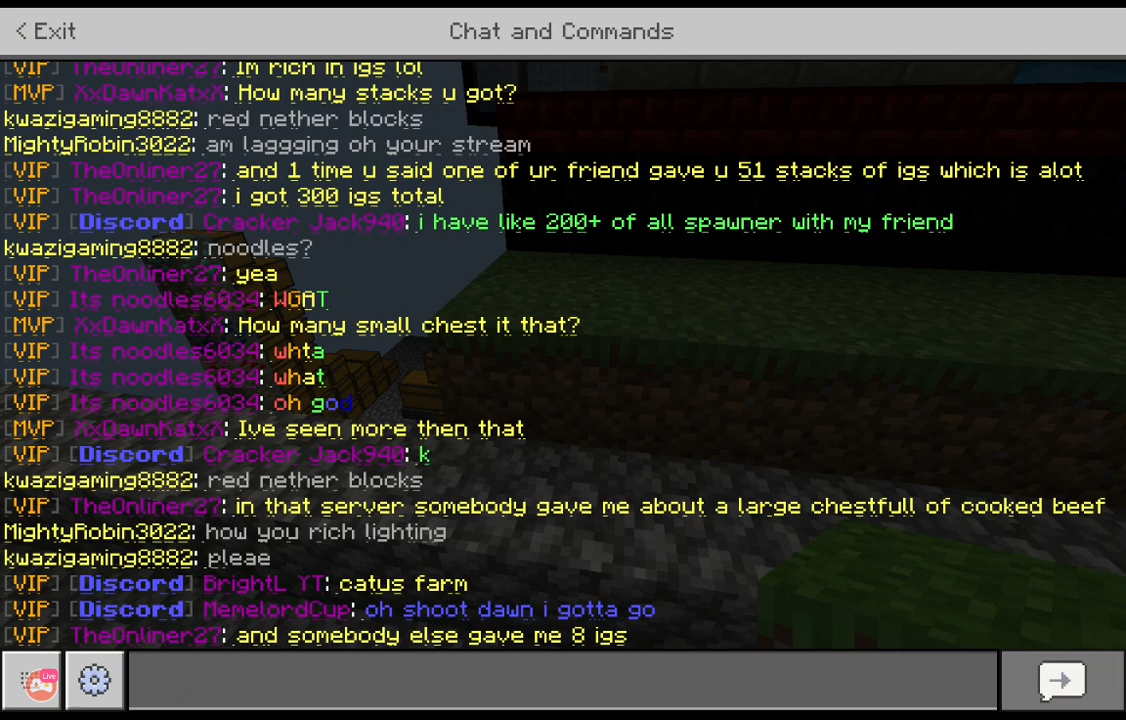 Exit
Chat and Commands
[VIP] TheOnliner27: Im rich in igs lol
[MVP] XxDawnKatxX: How many stacks u got?
kwazigaming8882: red nether blocks
MightyRobin3022: am laggging oh your stream
[VIP] TheOnliner27: and 1 time u said one of ur friend gave u 51 stacks of igs which is alot
[VIP] TheOnliner27: i got 300 igs total
[VIP] [Discord] Cracker Jack940: i have like 200+ of all spawner with my friend
kwazigaming8882: noodles?
[VIP] TheOnliner27: yea
[VIP] Its noodles6034: WGAT
[MVP] XxDawnKatxX: How many small chest it that?
[VIP] Its noodles6034: whta
[VIP] Its noodles6034: what
[VIP] Its noodles6034: oh god
[MVP] XxDawnKatxX: Ive seen more then that
[VIP] [Discord] Cracker Jack940: k
kwazigaming8882: red nether blocks
[VIP] TheOnliner27: in that server somebody gave me about a large chestfull of cooked beef
MightyRobin3022: how you rich lighting
kwazigaming8882: pleae
[VIP] [Discord] BrightL YT: catus farm
[VIP] [Discord] MemelordCup: oh shoot dawn i gotta go
[VIP] TheOnliner27: and somebody else gave me 8 igs
Live